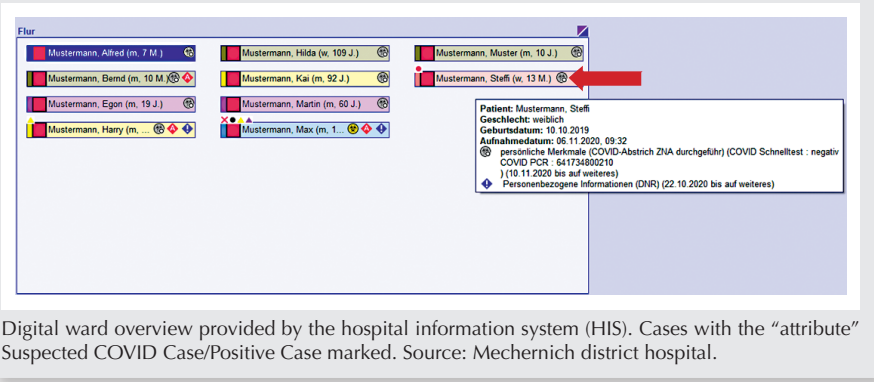 Flur
Mustermann, Alfred (m, 7 M.)
Mustermann, Hilda (w, 109 J.)
Mustermann, Muster (m, 10 J.)
Mustermann, Bernd (m, 10 M.)
Mustermann, Kai (m, 92 J.)
Mustermann, Steffi (w, 13 M.)
Mustermann, Egon (m, 19 J.)
Mustermann, Martin (m, 60 J.)
Mustermann, Harry (m, ...
Mustermann, Max (m, 1...
Patient: Mustermann, Steffi
Geschlecht: weiblich
Geburtsdatum: 10.10.2019
Aufnahmedatum: 06.11.2020, 09:32
persönliche Merkmale (COVID-Abstrich ZNA durchgeführ) (COVID Schnelltest : negativ
COVID PCR : 641734800210
) (10.11.2020 bis auf weiteres)
Personenbezogene Informationen (DNR) (22.10.2020 bis auf weiteres)
Digital ward overview provided by the hospital information system (HIS). Cases with the “attribute”
Suspected COVID Case/Positive Case marked. Source: Mechernich district hospital.